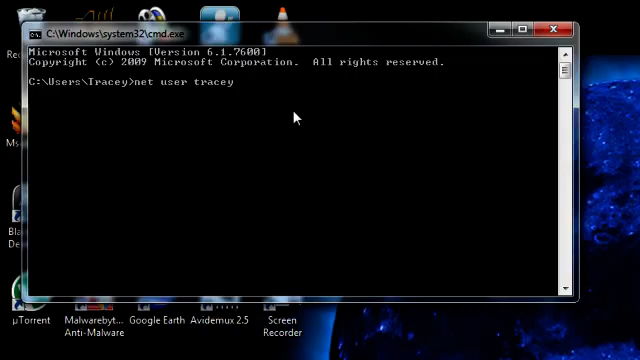 C:\Windows\system32\cmd.exe
Microsoft Windows [Version 6.1.7600]
Copyright (c) 2009 Microsoft Corporation.  All rights reserved.
C:\Users\Tracey>net user tracey
µTorrent
Malwareby...
Anti-Malware
Google Earth
Avidemux 2.5
Screen
Recorder